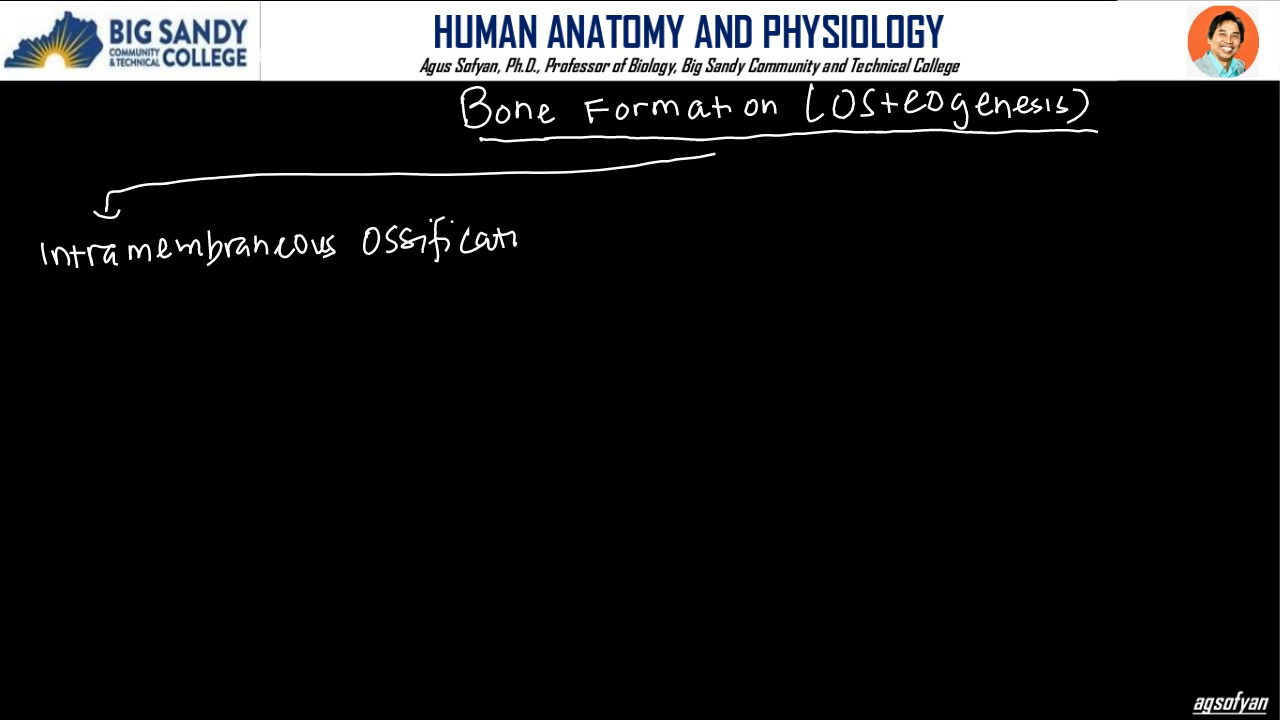 BIG SANDY
COMMUNITY
& TECHNICAL COLLEGE
HUMAN ANATOMY AND PHYSIOLOGY
Agus Sofyan, Ph.D., Professor of Biology, Big Sandy Community and Technical College
Bone Formation (Osteogenesis)
Intramembraneous Ossificati
agsofyan